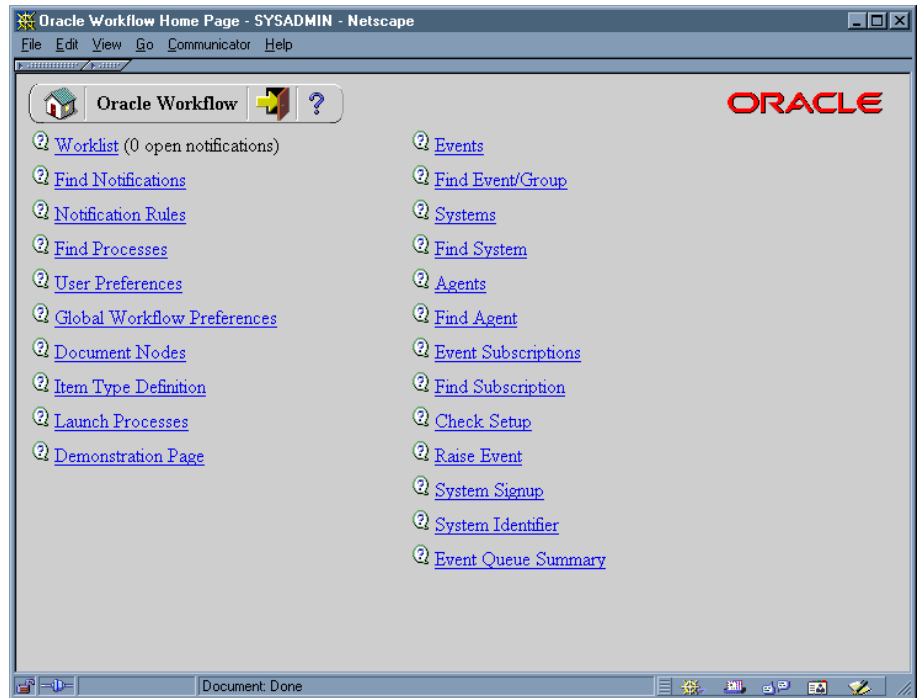 Oracle Workflow Home Page - SYSADMIN - Netscape
File Edit View Go Communicator Help
Oracle Workflow ?
ORACLE
Worklist (0 open notifications)
Find Notifications
Notification Rules
Find Processes
User Preferences
Global Workflow Preferences
Document Nodes
Item Type Definition
Launch Processes
Demonstration Page
Events
Find Event/Group
Systems
Find System
Agents
Find Agent
Event Subscriptions
Find Subscription
Check Setup
Raise Event
System Signup
System Identifier
Event Queue Summary
Document: Done